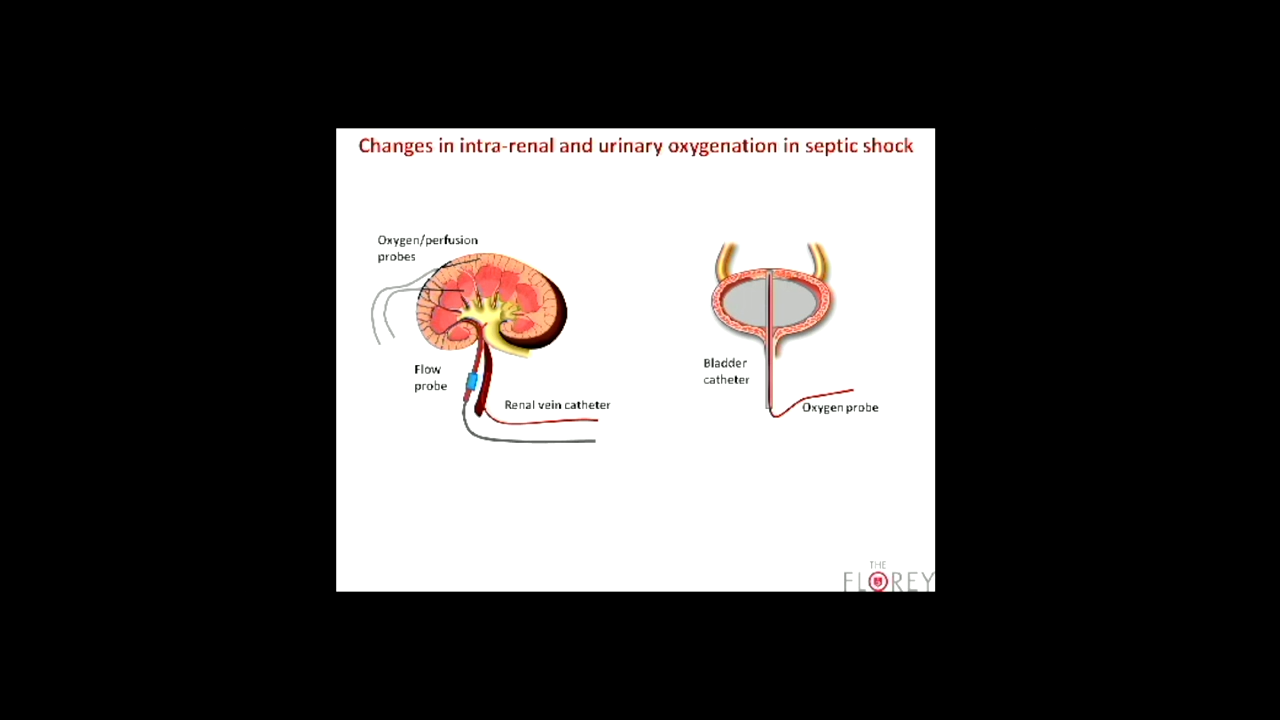 Changes in intra-renal and urinary oxygenation in septic shock
Oxygen/perfusion
probes
Flow
probe
Renal vein catheter
Bladder
catheter
Oxygen probe
THE
FLOREY